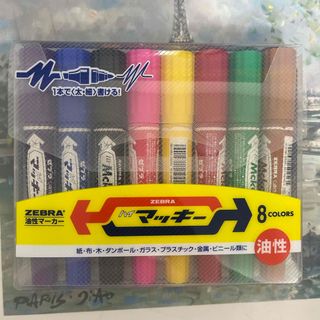 1本で〈太・細〉書ける!
ZEBRA
ハイマッキー
ZEBRA®
油性マーカー
8 COLORS
紙・布・木・ダンボール・ガラス・プラスチック・金属・ビニール類に
油性
PARIS